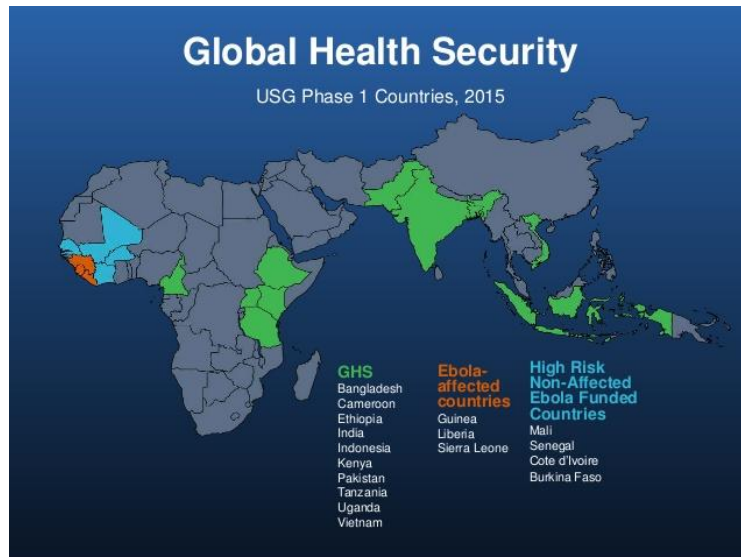 Global Health Security
USG Phase 1 Countries, 2015
GHS
Bangladesh
Cameroon
Ethiopia
India
Indonesia
Kenya
Pakistan
Tanzania
Uganda
Vietnam
Ebola-
affected
countries
Guinea
Liberia
Sierra Leone
High Risk
Non-Affected
Ebola Funded
Countries
Mali
Senegal
Cote d'Ivoire
Burkina Faso